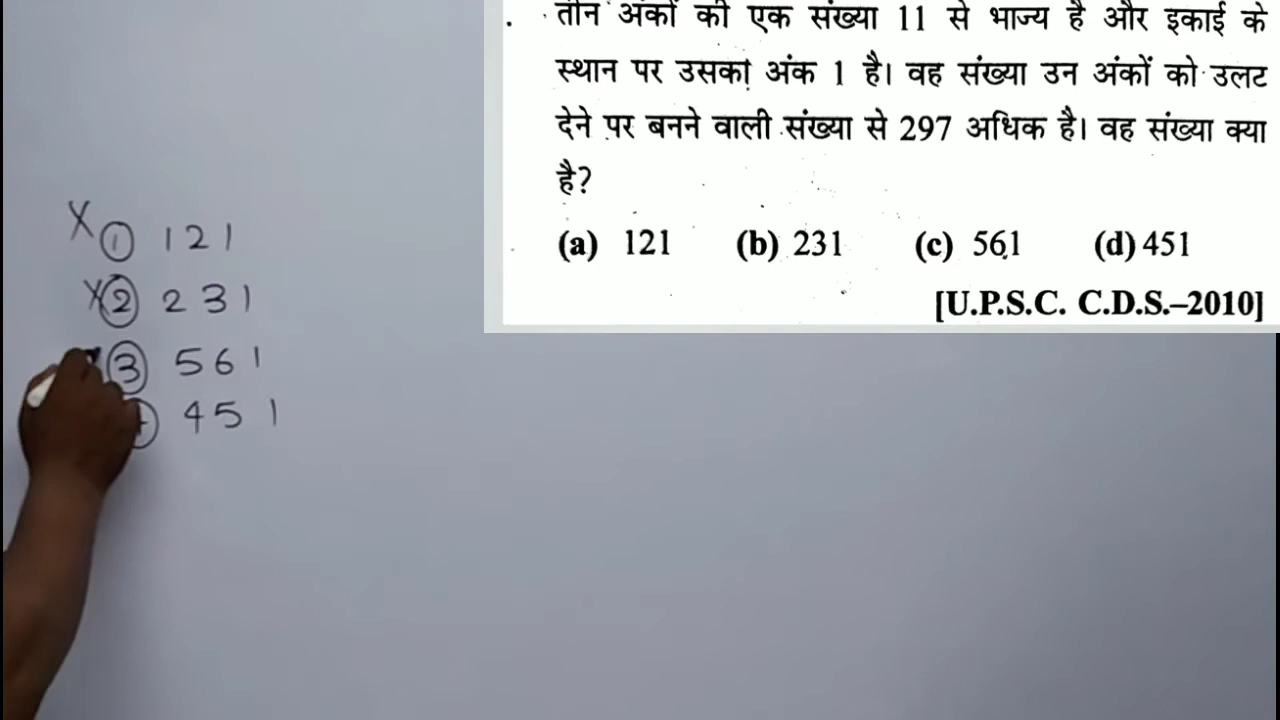 . तीन अंकों की एक संख्या 11 से भाज्य है और इकाई के
स्थान पर उसका अंक 1 है। वह संख्या उन अंकों को उलट
देने पर बनने वाली संख्या से 297 अधिक है। वह संख्या क्या
है?
(a) 121 (b) 231 (c) 561 (d) 451
[U.P.S.C. C.D.S.–2010]
X ① 121
X ② 231
③ 561
451